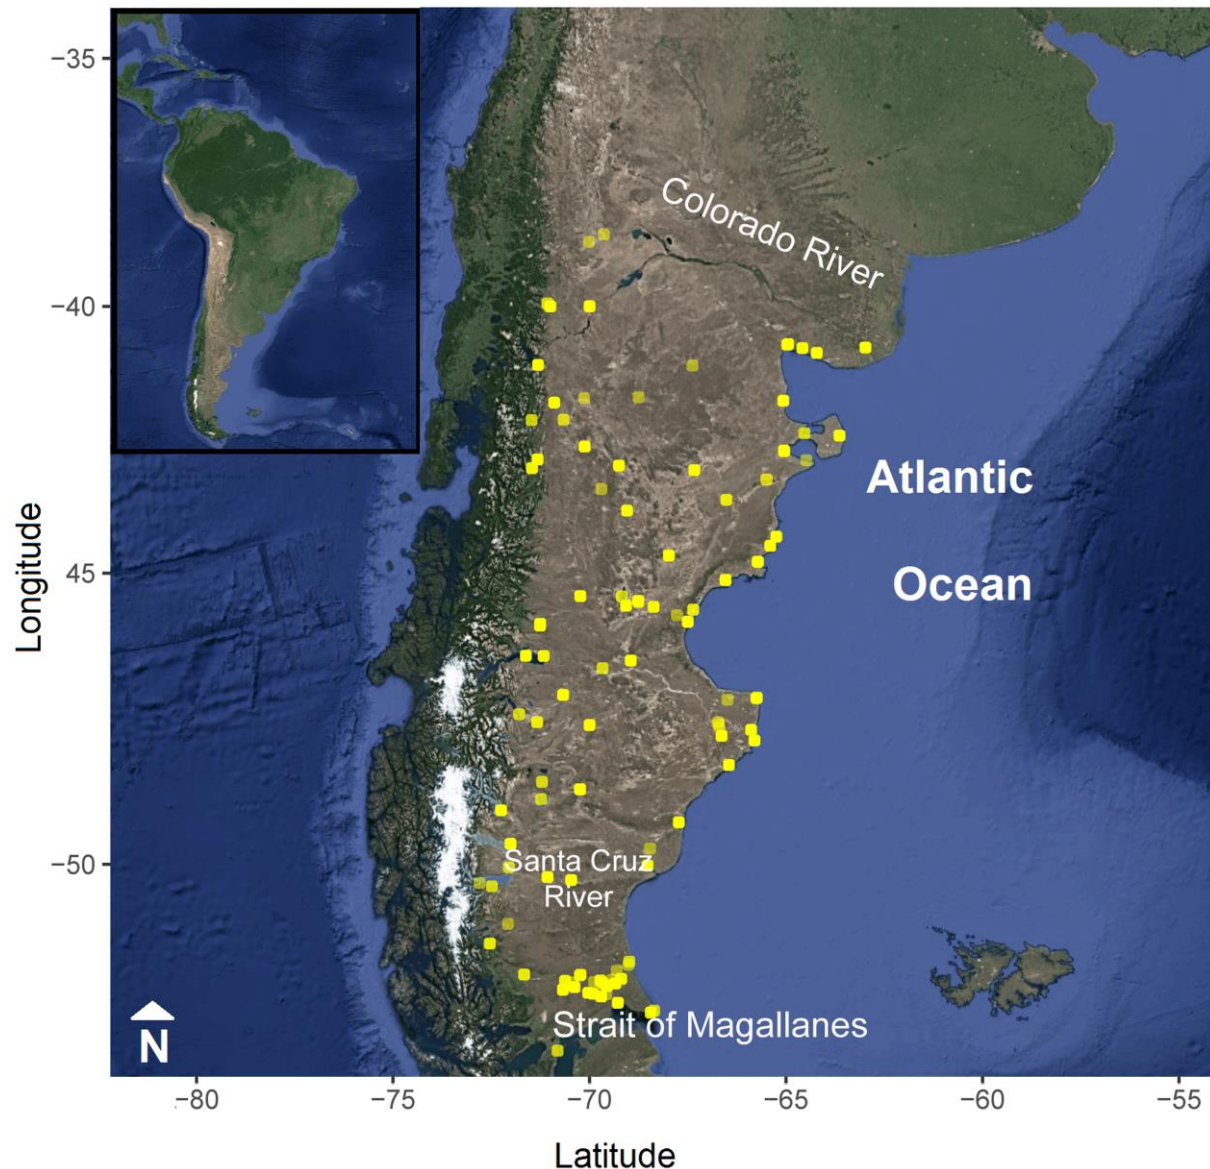 −35
Colorado River
−40
Atlantic
Ocean
−45
Longitude
−50
Santa Cruz
River
Strait of Magallanes
N
−80
−75
−70
−65
−60
−55
Latitude